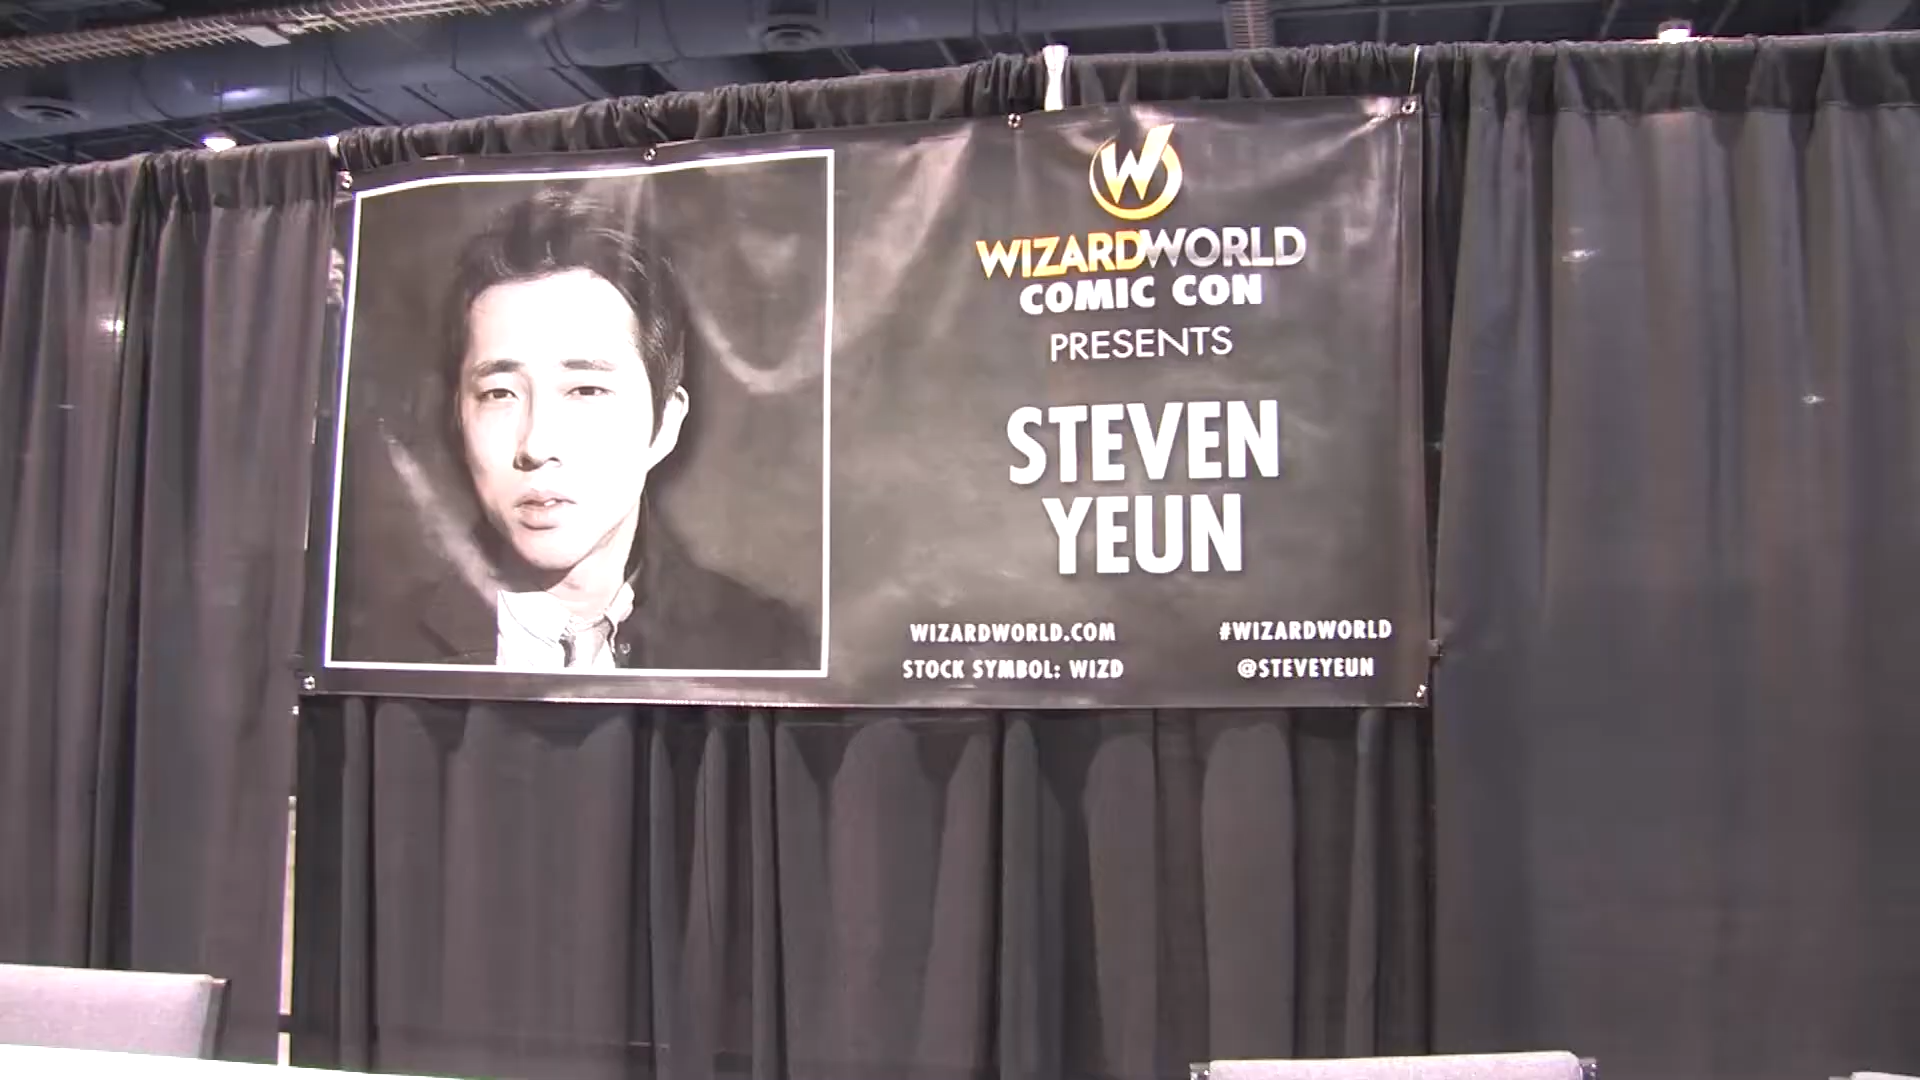 W
WIZARDWORLD
COMIC CON
PRESENTS
STEVEN
YEUN
WIZARDWORLD.COM
#WIZARDWORLD
STOCK SYMBOL: WIZD
@STEVEYEUN